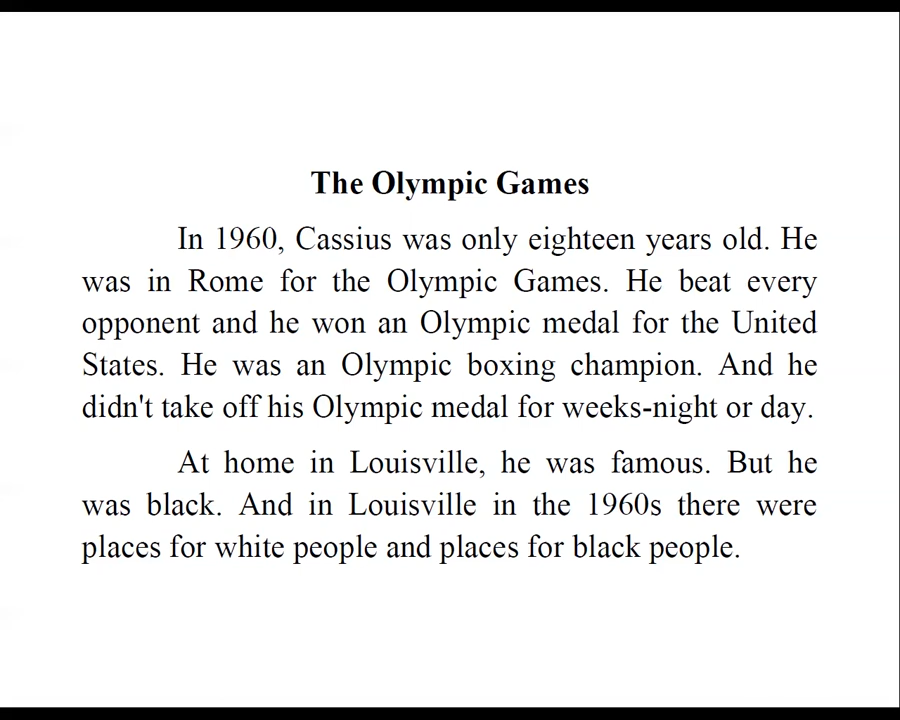 The Olympic Games
In 1960, Cassius was only eighteen years old. He
was in Rome for the Olympic Games. He beat every
opponent and he won an Olympic medal for the United
States. He was an Olympic boxing champion. And he
didn't take off his Olympic medal for weeks-night or day.
At home in Louisville, he was famous. But he
was black. And in Louisville in the 1960s there were
places for white people and places for black people.